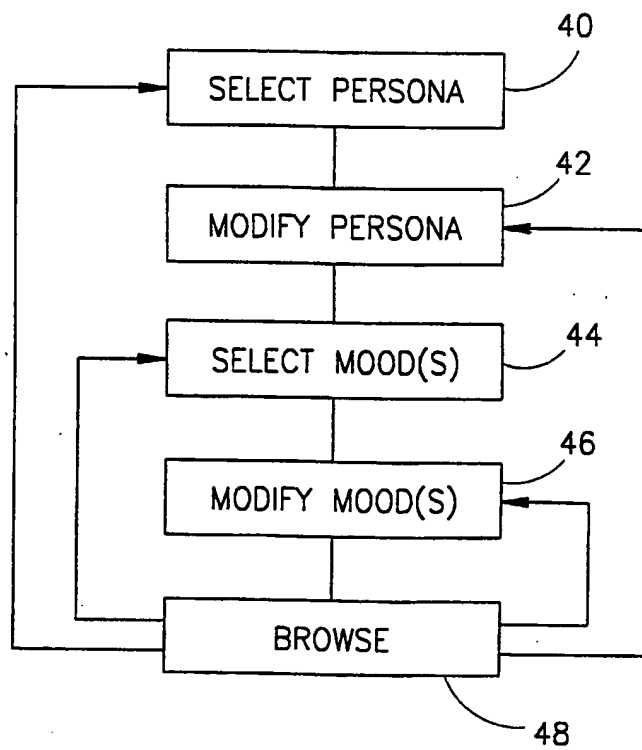 40
SELECT PERSONA
42
MODIFY PERSONA
SELECT MOOD(S)
44
46
MODIFY MOOD(S)
BROWSE
48